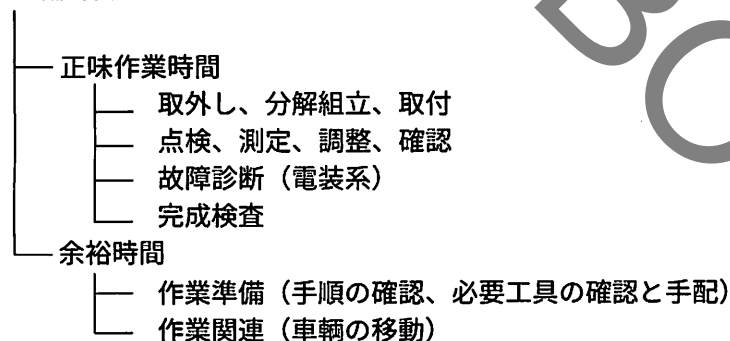 正味作業時間
取外し、分解組立、取付
点検、測定、調整、確認
故障診断（電装系）
完成検査
余裕時間
作業準備（手順の確認、必要工具の確認と手配）
作業関連（車輌の移動）